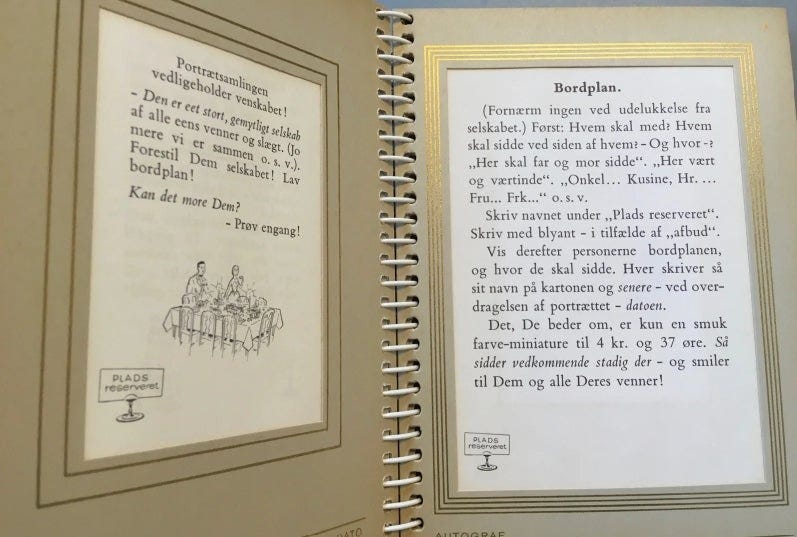 Portrætsamlingen
vedligeholder venskabet!
- Den er eet stort, gemytligt selskab
af alle eens venner og slægt. (Jo
mere vi er sammen o. s. v.).
Forestil Dem selskabet! Lav
bordplan!
Kan det more Dem?
- Prøv engang!
PLADS
reserveret
DATO
Bordplan.
(Fornærm ingen ved udelukkelse fra
selskabet.) Først: Hvem skal med? Hvem
skal sidde ved siden af hvem? - Og hvor -?
„Her skal far og mor sidde“. „Her vært
og værtinde“. „Onkel... Kusine, Hr. ...
Fru... Frk...“ o. s. v.
Skriv navnet under „Plads reserveret“.
Skriv med blyant - i tilfælde af „afbud“.
Vis derefter personerne bordplanen,
og hvor de skal sidde. Hver skriver så
sit navn på kartonen og senere - ved over-
dragelsen af portrættet - datoen.
Det, De beder om, er kun en smuk
farve-miniature til 4 kr. og 37 øre. Så
sidder vedkommende stadig der - og smiler
til Dem og alle Deres venner!
PLADS
reserveret
AUTOGRAF